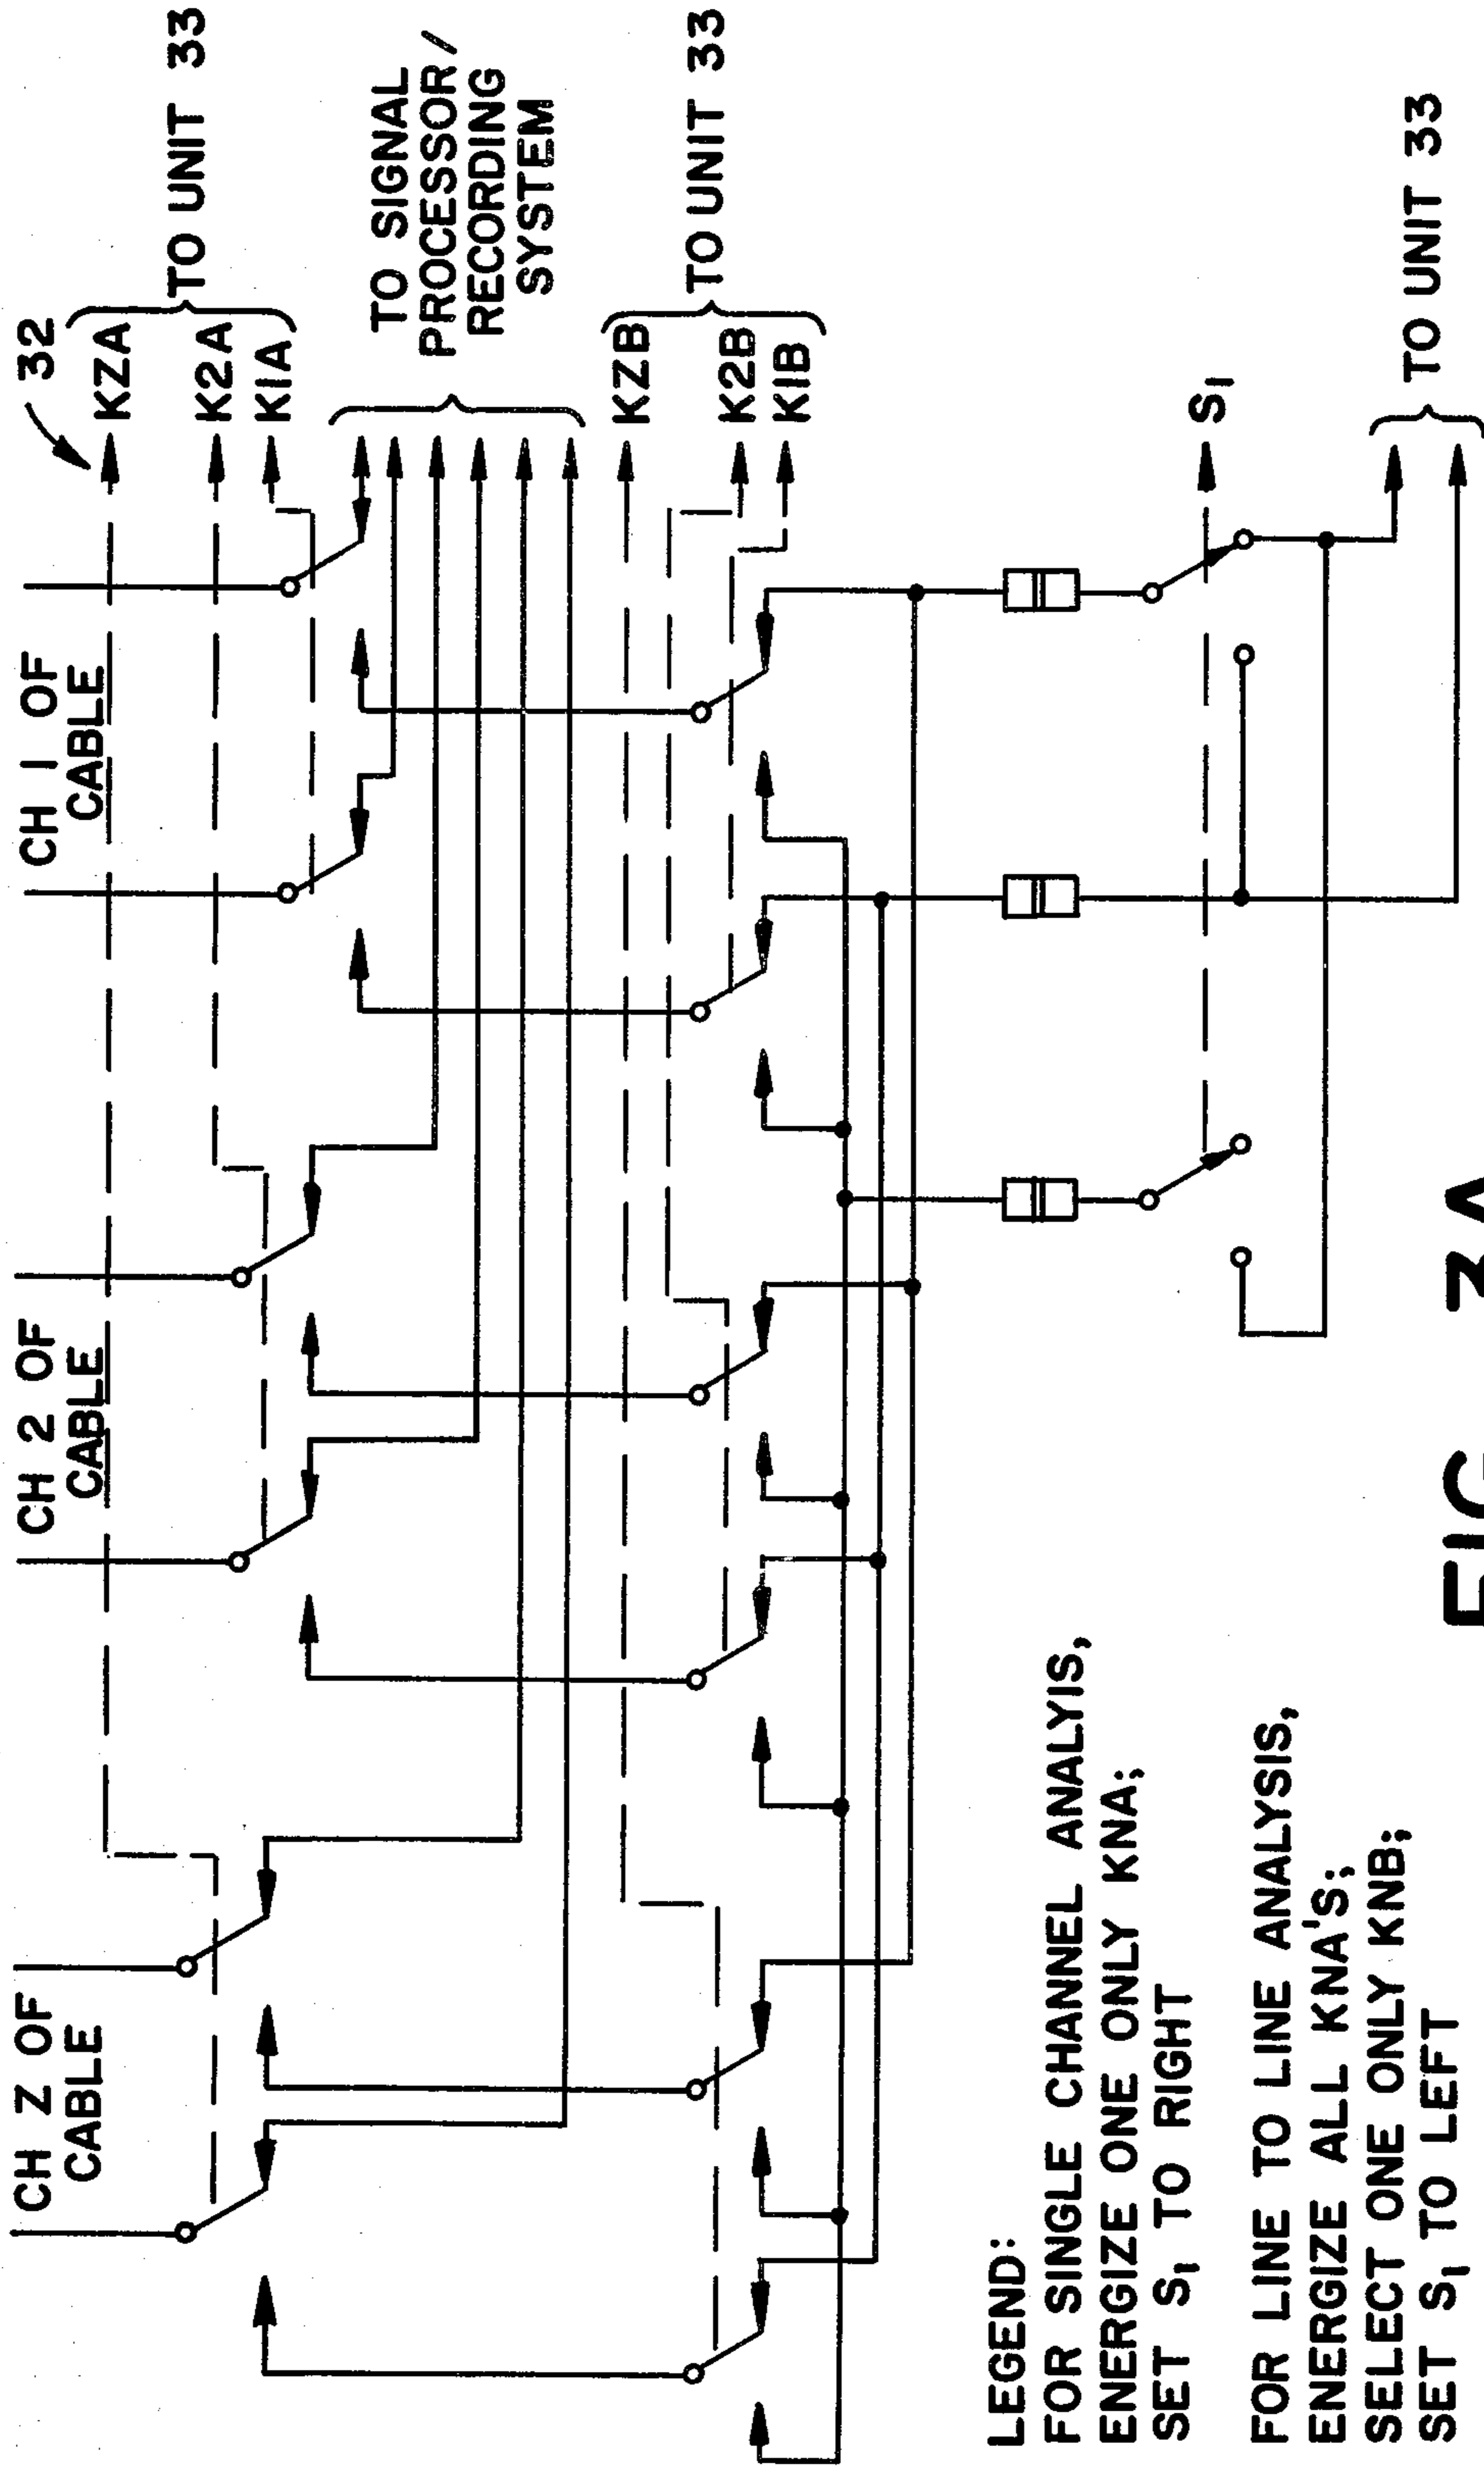 CH Z OF
CABLE
CH 2 OF
CABLE
CH 1 OF
CABLE
32
KZA
K2A
K1A
TO UNIT 33
TO SIGNAL
PROCESSOR/
RECORDING
SYSTEM
KZB
K2B
K1B
TO UNIT 33
S1
TO UNIT 33
LEGEND:
FOR SINGLE CHANNEL ANALYIS,
ENERGIZE ONE ONLY KNA;
SET S1 TO RIGHT
FOR LINE TO LINE ANALYSIS,
ENERGIZE ALL KNA'S;
SELECT ONE ONLY KNB;
SET S1 TO LEFT
FIG. 3A